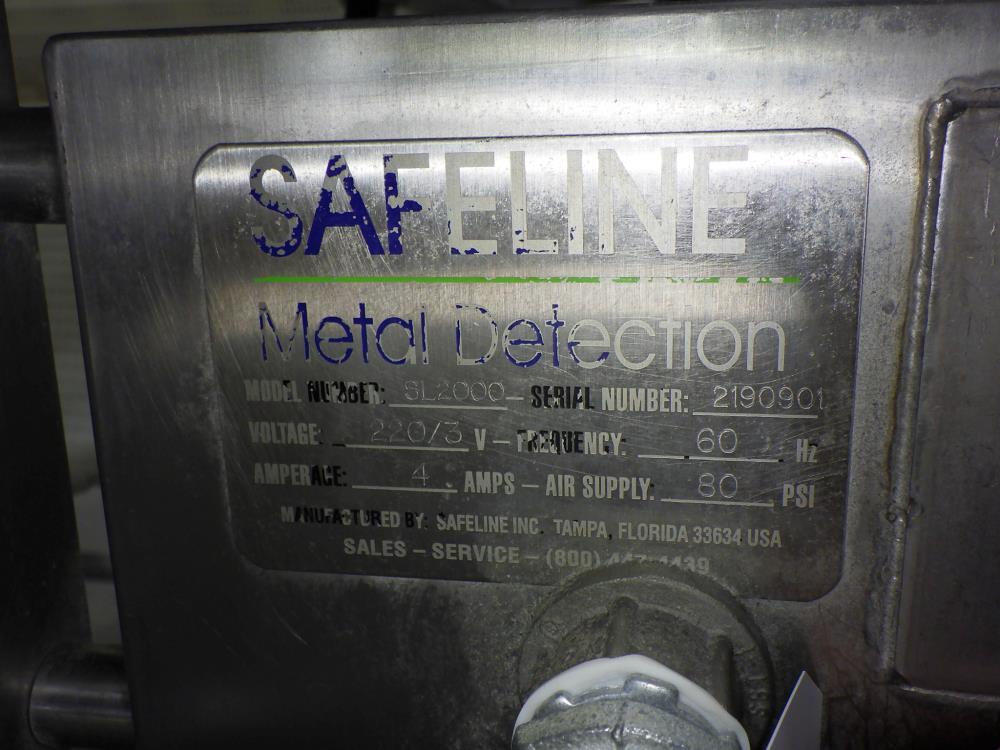 SAFELINE
Metal Detection
MODEL NUMBER: SL2000 – SERIAL NUMBER: 2190901
VOLTAGE: 220/3 V – FREQUENCY: 60 Hz
AMPERAGE: 4 AMPS – AIR SUPPLY: 80 PSI
MANUFACTURED BY: SAFELINE INC. TAMPA, FLORIDA 33634 USA
SALES – SERVICE – (800)